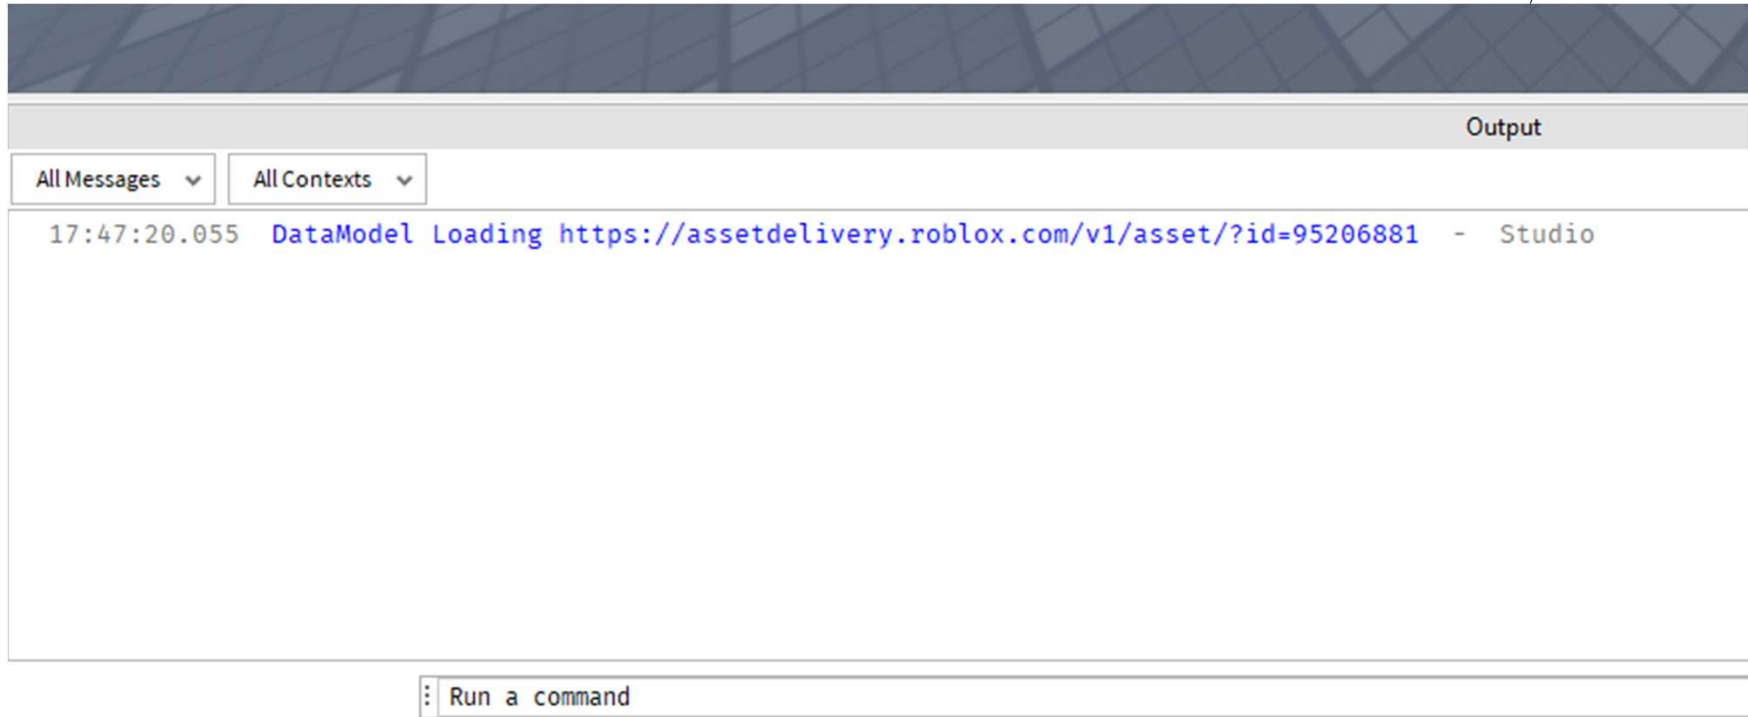 Output
All Messages All Contexts
17:47:20.055 DataModel Loading https://assetdelivery.roblox.com/v1/asset/?id=95206881 - Studio
Run a command